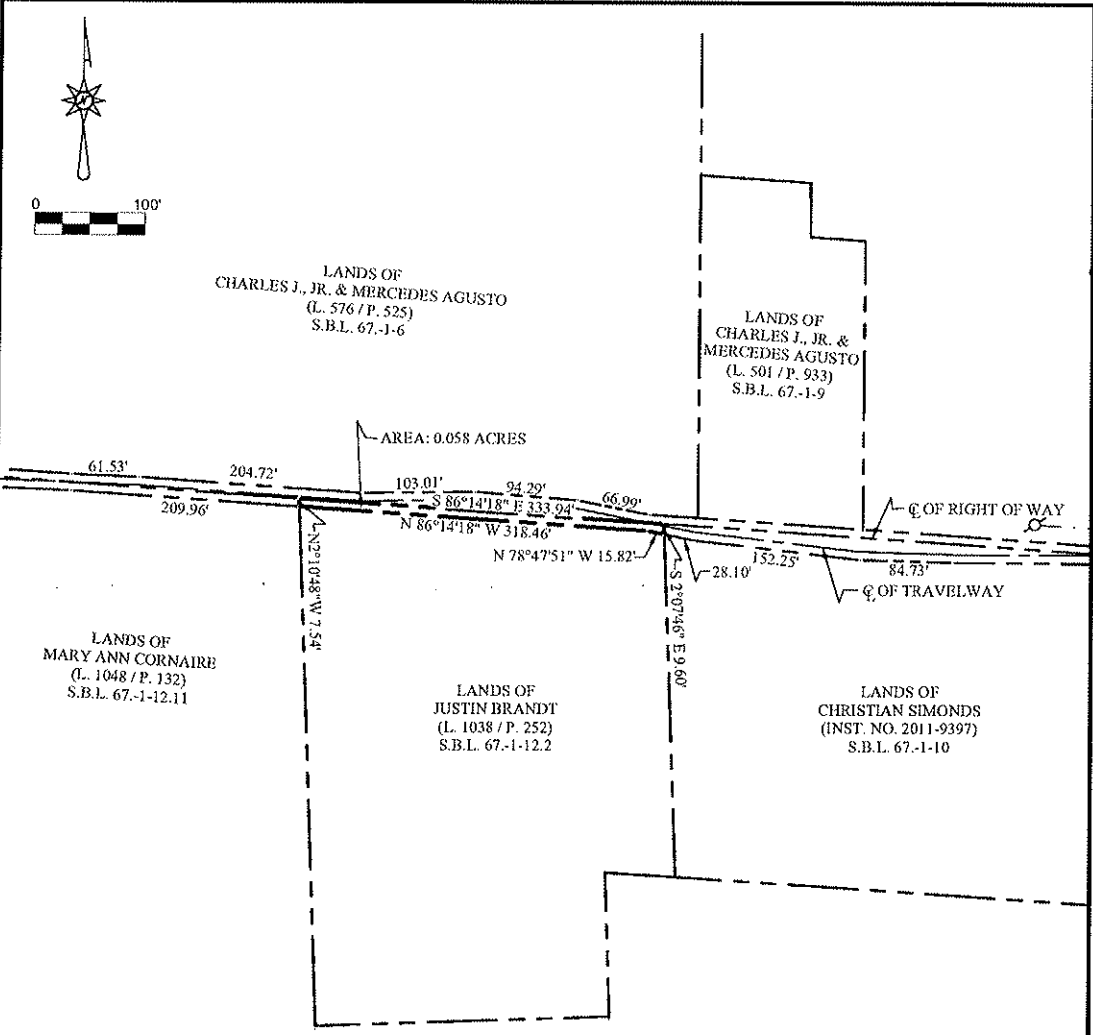 N
0 100'
LANDS OF
CHARLES J., JR. & MERCEDES AGUSTO
(L. 576 / P. 525)
S.B.L. 67.-1-6
LANDS OF
CHARLES J., JR. &
MERCEDES AGUSTO
(L. 501 / P. 933)
S.B.L. 67.-1-9
AREA: 0.058 ACRES
61.53'
204.72'
103.01'
94.29'
66.99'
S 86°14'18" E 333.94'
209.96'
N 86°14'18" W 318.46'
N 78°47'51" W 15.82'
℄ OF RIGHT OF WAY
28.10'
152.25'
84.73'
℄ OF TRAVELWAY
N2°10'48"W 7.54'
S 2°07'46" E 9.60'
LANDS OF
MARY ANN CORNAIRE
(L. 1048 / P. 132)
S.B.L. 67.-1-12.11
LANDS OF
JUSTIN BRANDT
(L. 1038 / P. 252)
S.B.L. 67.-1-12.2
LANDS OF
CHRISTIAN SIMONDS
(INST. NO. 2011-9397)
S.B.L. 67.-1-10